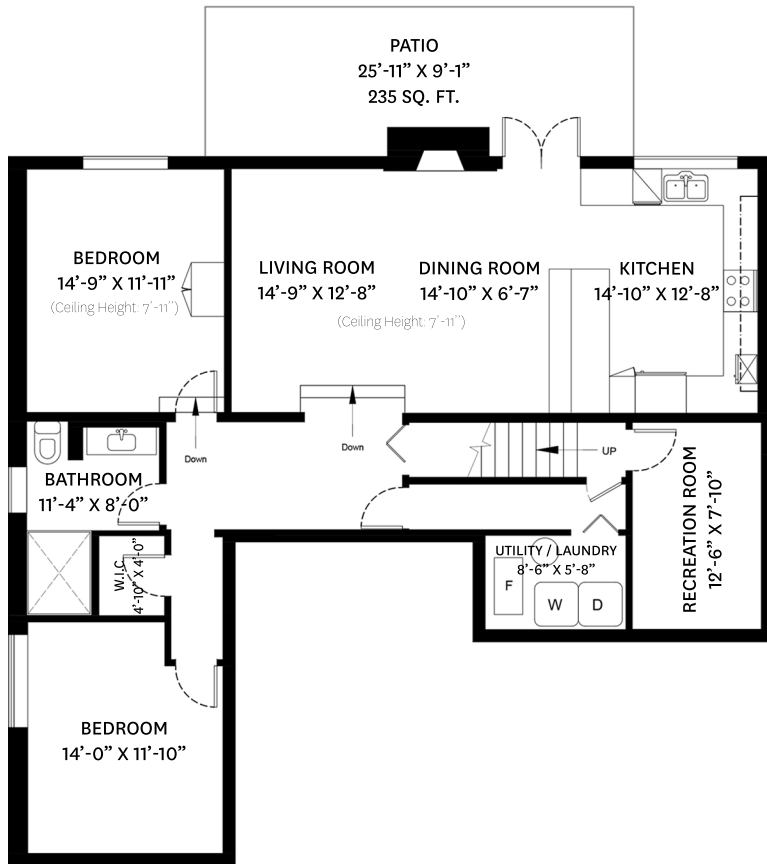 PATIO
25’-11” X 9’-1”
235 SQ. FT.
BEDROOM
14’-9” X 11’-11”
(Ceiling Height: 7’-11’’)
LIVING ROOM
14’-9” X 12’-8”
DINING ROOM
14’-10” X 6’-7”
(Ceiling Height: 7’-11’’)
KITCHEN
14’-10” X 12’-8”
Down
Down
UP
BATHROOM
11’-4” X 8’-0”
W.I.C
4’-10” X 4’-0”
UTILITY / LAUNDRY
8’-6” X 5’-8”
F
W
D
RECREATION ROOM
12’-6” X 7’-10”
BEDROOM
14’-0” X 11’-10”